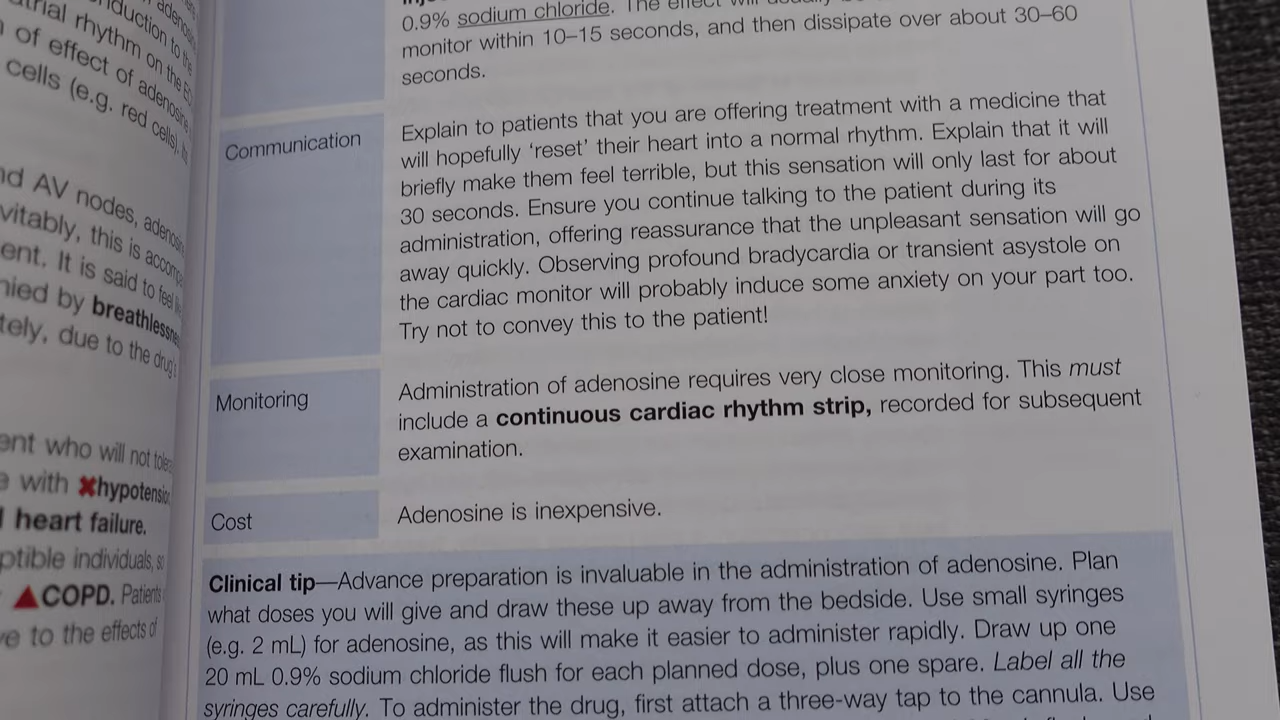 trial rhythm on the
of effect of adenosine
cells (e.g. red cells).
nd AV nodes, adenosine
vitably, this is
ent. It is said to feel
nied by breathlessness
tely, due to the drug's
ent who will not
e with ✖hypotension
heart failure.
ptible individuals, so
▲COPD. Patients
ve to the effects of
0.9% sodium chloride. The effect will usually be
monitor within 10–15 seconds, and then dissipate over about 30–60
seconds.
Communication
Explain to patients that you are offering treatment with a medicine that
will hopefully ‘reset’ their heart into a normal rhythm. Explain that it will
briefly make them feel terrible, but this sensation will only last for about
30 seconds. Ensure you continue talking to the patient during its
administration, offering reassurance that the unpleasant sensation will go
away quickly. Observing profound bradycardia or transient asystole on
the cardiac monitor will probably induce some anxiety on your part too.
Try not to convey this to the patient!
Monitoring
Administration of adenosine requires very close monitoring. This must
include a continuous cardiac rhythm strip, recorded for subsequent
examination.
Cost
Adenosine is inexpensive.
Clinical tip—Advance preparation is invaluable in the administration of adenosine. Plan
what doses you will give and draw these up away from the bedside. Use small syringes
(e.g. 2 mL) for adenosine, as this will make it easier to administer rapidly. Draw up one
20 mL 0.9% sodium chloride flush for each planned dose, plus one spare. Label all the
syringes carefully. To administer the drug, first attach a three-way tap to the cannula. Use